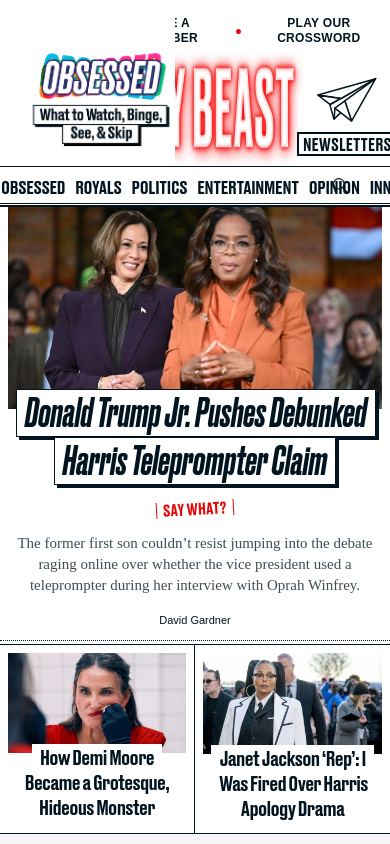 E A
BER
PLAY OUR
CROSSWORD
OBSESSED
What to Watch, Binge,
See, & Skip
Y BEAST
NEWSLETTERS
OBSESSED ROYALS POLITICS ENTERTAINMENT OPINION INN
Donald Trump Jr. Pushes Debunked
Harris Teleprompter Claim
SAY WHAT?
The former first son couldn’t resist jumping into the debate
raging online over whether the vice president used a
teleprompter during her interview with Oprah Winfrey.
David Gardner
How Demi Moore
Became a Grotesque,
Hideous Monster
Janet Jackson ‘Rep’: I
Was Fired Over Harris
Apology Drama